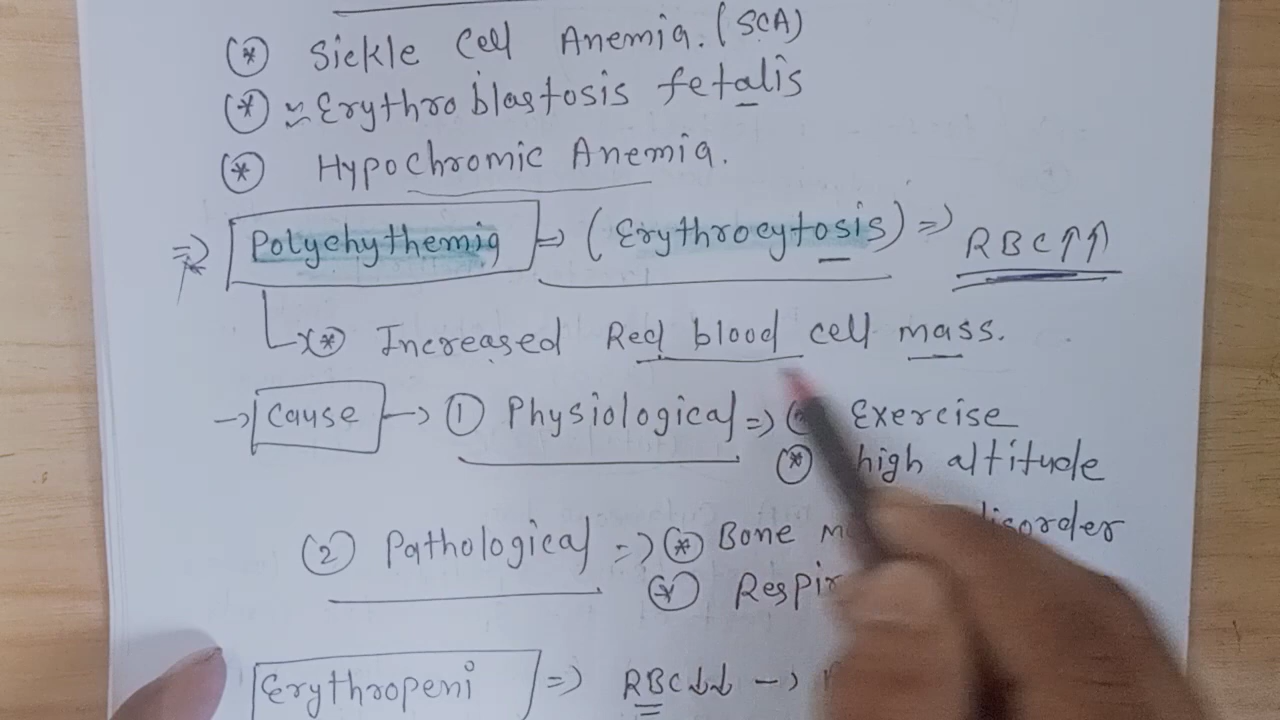 * Sickle Cell Anemia. (SCA)
* Erythroblastosis fetalis
* Hypochromic Anemia.
=> Polychythemia => (Erythrocytosis) => RBC↑↑
* Increased Red blood cell mass.
-> Cause -> 1 Physiological => Exercise
* high altitude
(2) Pathological => * Bone disorder
*
Erythropeni => RBC↓↓ ->